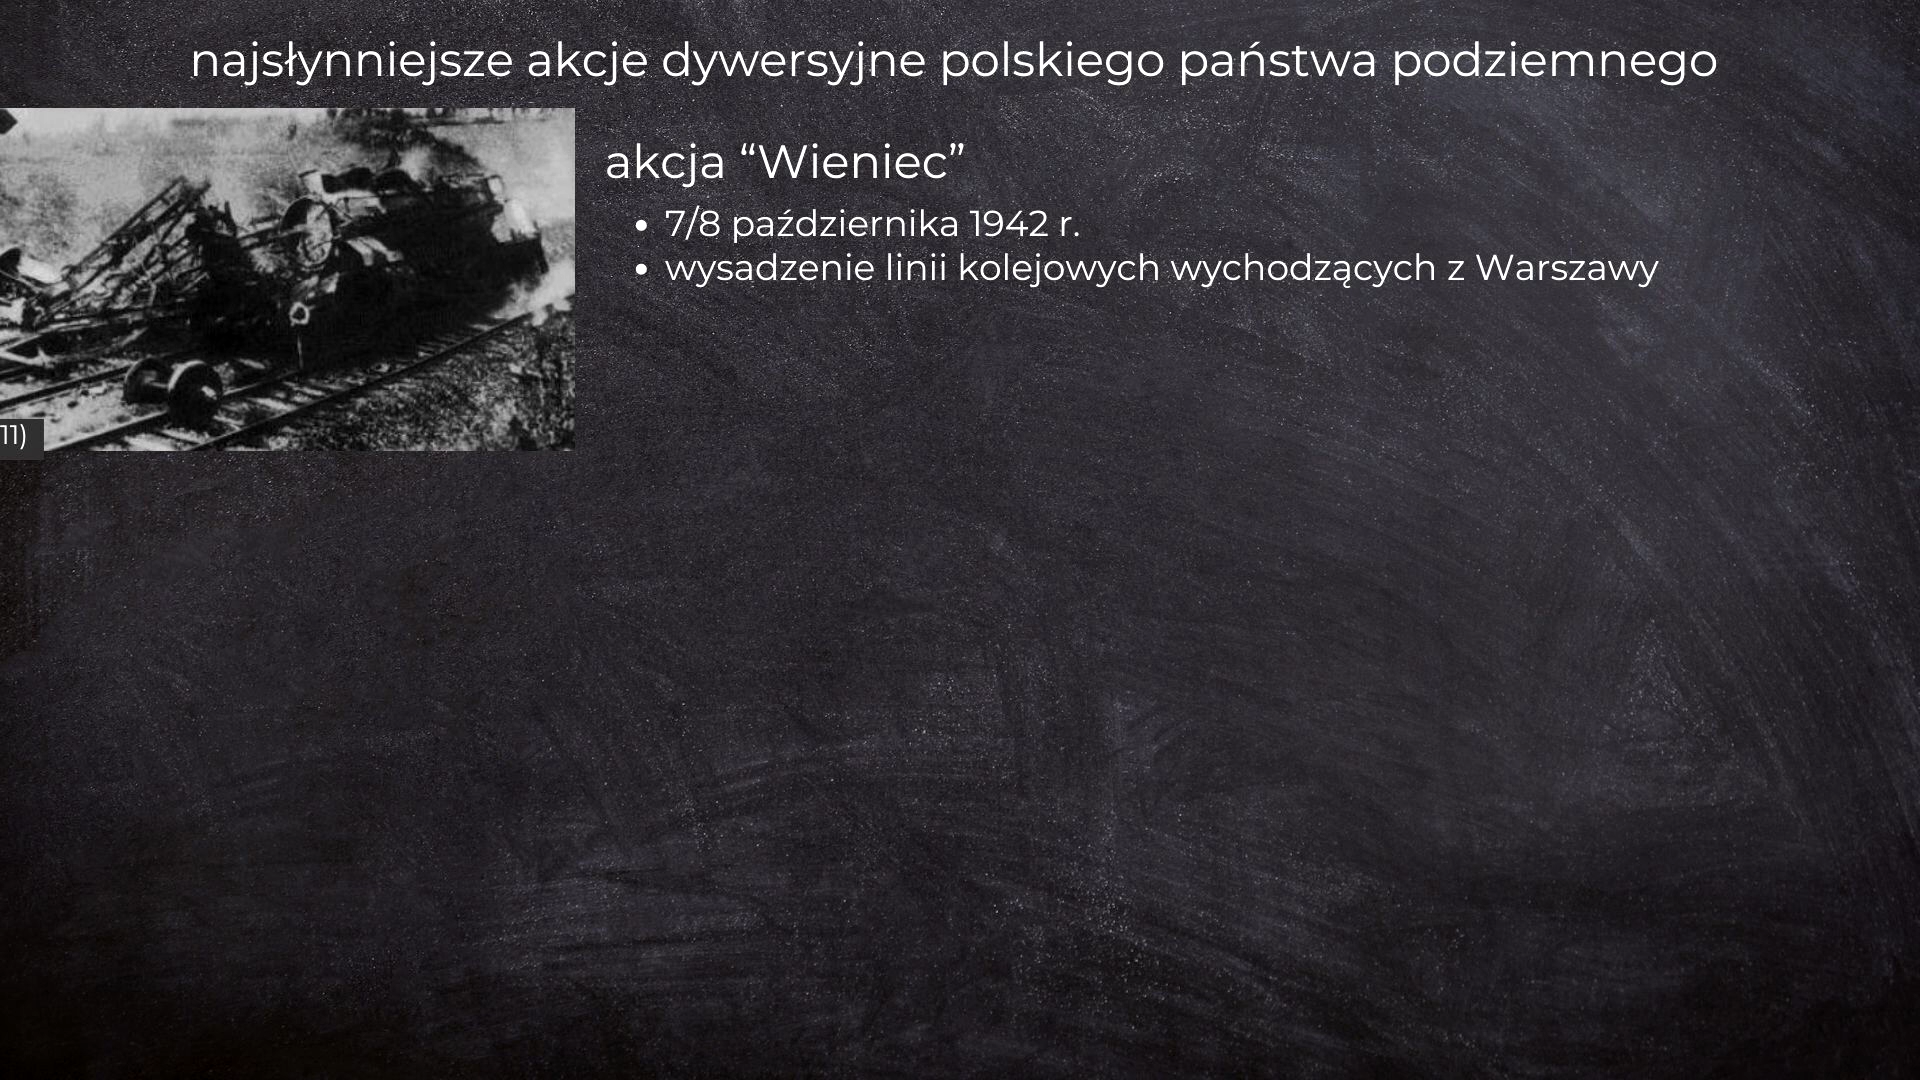 najsłynniejsze akcje dywersyjne polskiego państwa podziemnego
akcja “Wieniec”
• 7/8 października 1942 r.
• wysadzenie linii kolejowych wychodzących z Warszawy
11)